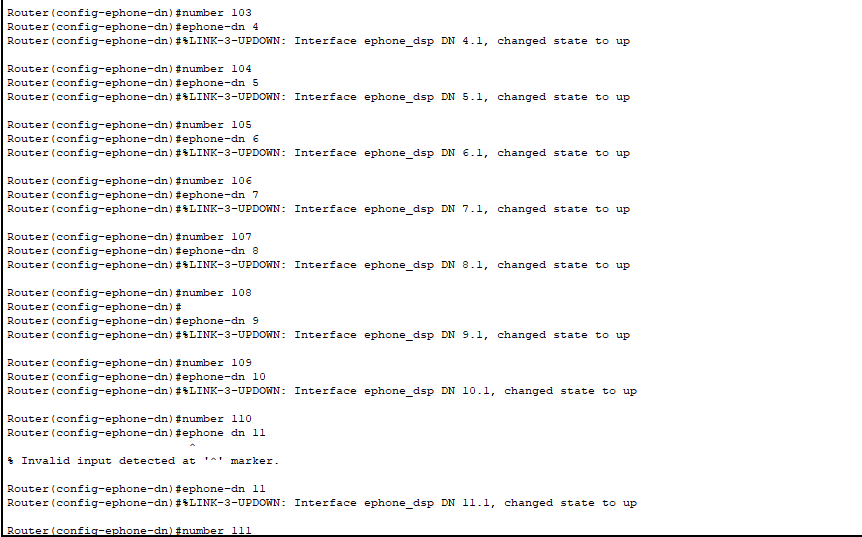 Router(config-ephone-dn)#number 103
Router(config-ephone-dn)#ephone-dn 4
Router(config-ephone-dn)#%LINK-3-UPDOWN: Interface ephone_dsp DN 4.1, changed state to up
Router(config-ephone-dn)#number 104
Router(config-ephone-dn)#ephone-dn 5
Router(config-ephone-dn)#%LINK-3-UPDOWN: Interface ephone_dsp DN 5.1, changed state to up
Router(config-ephone-dn)#number 105
Router(config-ephone-dn)#ephone-dn 6
Router(config-ephone-dn)#%LINK-3-UPDOWN: Interface ephone_dsp DN 6.1, changed state to up
Router(config-ephone-dn)#number 106
Router(config-ephone-dn)#ephone-dn 7
Router(config-ephone-dn)#%LINK-3-UPDOWN: Interface ephone_dsp DN 7.1, changed state to up
Router(config-ephone-dn)#number 107
Router(config-ephone-dn)#ephone-dn 8
Router(config-ephone-dn)#%LINK-3-UPDOWN: Interface ephone_dsp DN 8.1, changed state to up
Router(config-ephone-dn)#number 108
Router(config-ephone-dn)#
Router(config-ephone-dn)#ephone-dn 9
Router(config-ephone-dn)#%LINK-3-UPDOWN: Interface ephone_dsp DN 9.1, changed state to up
Router(config-ephone-dn)#number 109
Router(config-ephone-dn)#ephone-dn 10
Router(config-ephone-dn)#%LINK-3-UPDOWN: Interface ephone_dsp DN 10.1, changed state to up
Router(config-ephone-dn)#number 110
Router(config-ephone-dn)#ephone dn 11
^
% Invalid input detected at '^' marker.
Router(config-ephone-dn)#ephone-dn 11
Router(config-ephone-dn)#%LINK-3-UPDOWN: Interface ephone_dsp DN 11.1, changed state to up
Router(config-ephone-dn)#number 111